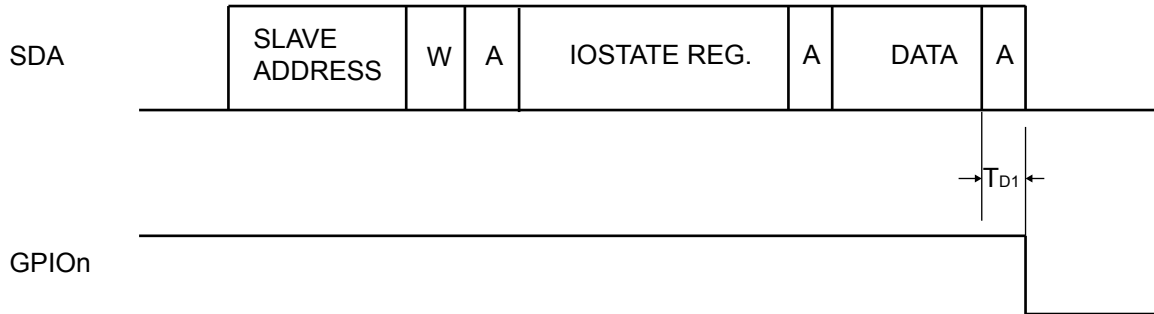 SDA
SLAVE
ADDRESS
W
A
IOSTATE REG.
A
DATA
A
TD1
GPIOn